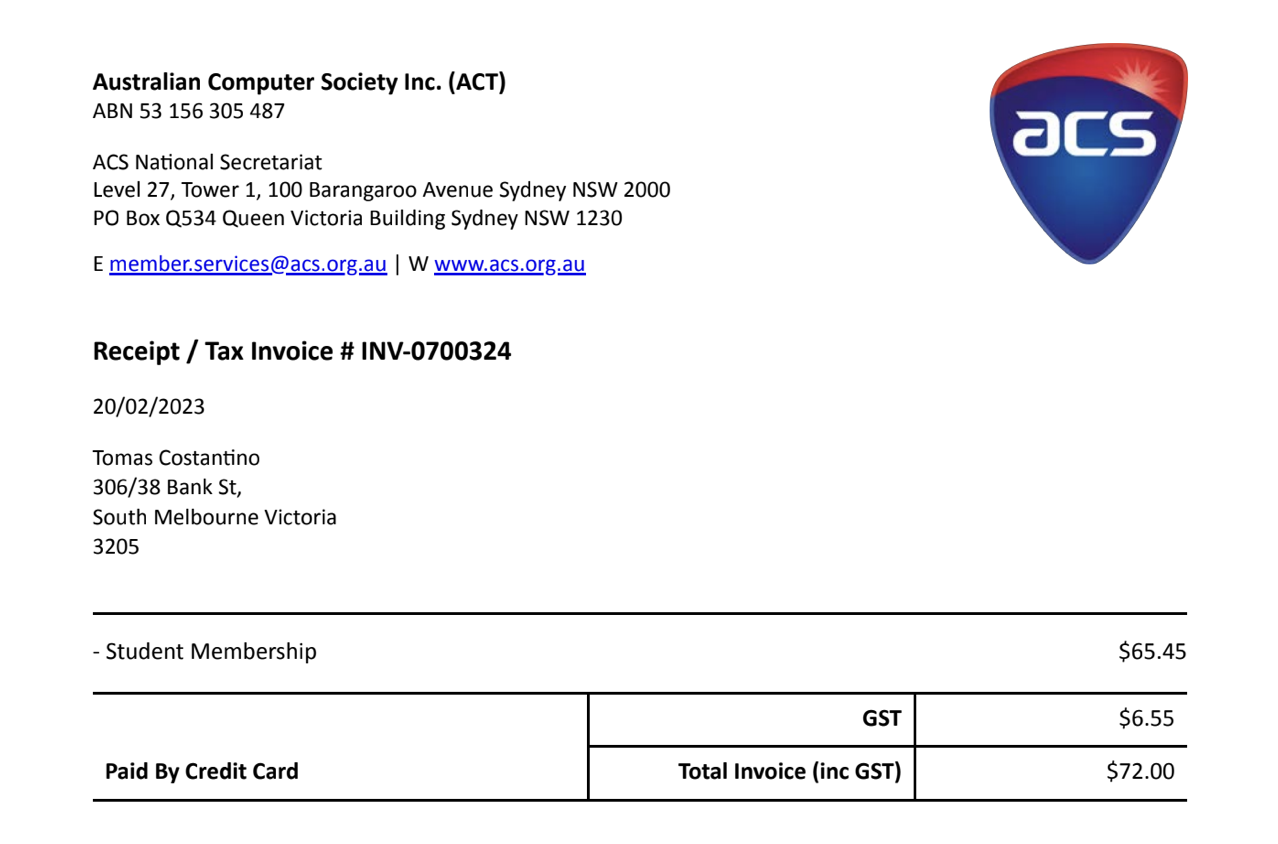 Australian Computer Society Inc. (ACT)
ABN 53 156 305 487
acs
ACS National Secretariat
Level 27, Tower 1, 100 Barangaroo Avenue Sydney NSW 2000
PO Box Q534 Queen Victoria Building Sydney NSW 1230
E member.services@acs.org.au | W www.acs.org.au
Receipt / Tax Invoice # INV-0700324
20/02/2023
Tomas Costantino
306/38 Bank St,
South Melbourne Victoria
3205
- Student Membership $65.45
GST $6.55
Paid By Credit Card Total Invoice (inc GST) $72.00